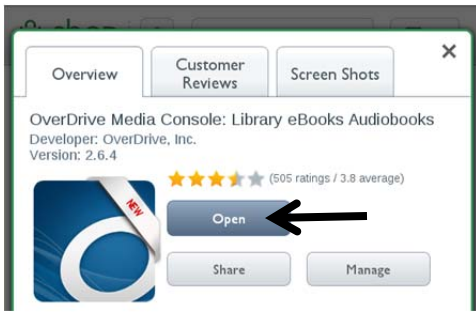 Overview
Customer
Reviews
Screen Shots
×
OverDrive Media Console: Library eBooks Audiobooks
Developer: OverDrive, Inc.
Version: 2.6.4
NEW
(505 ratings / 3.8 average)
Open
Share
Manage